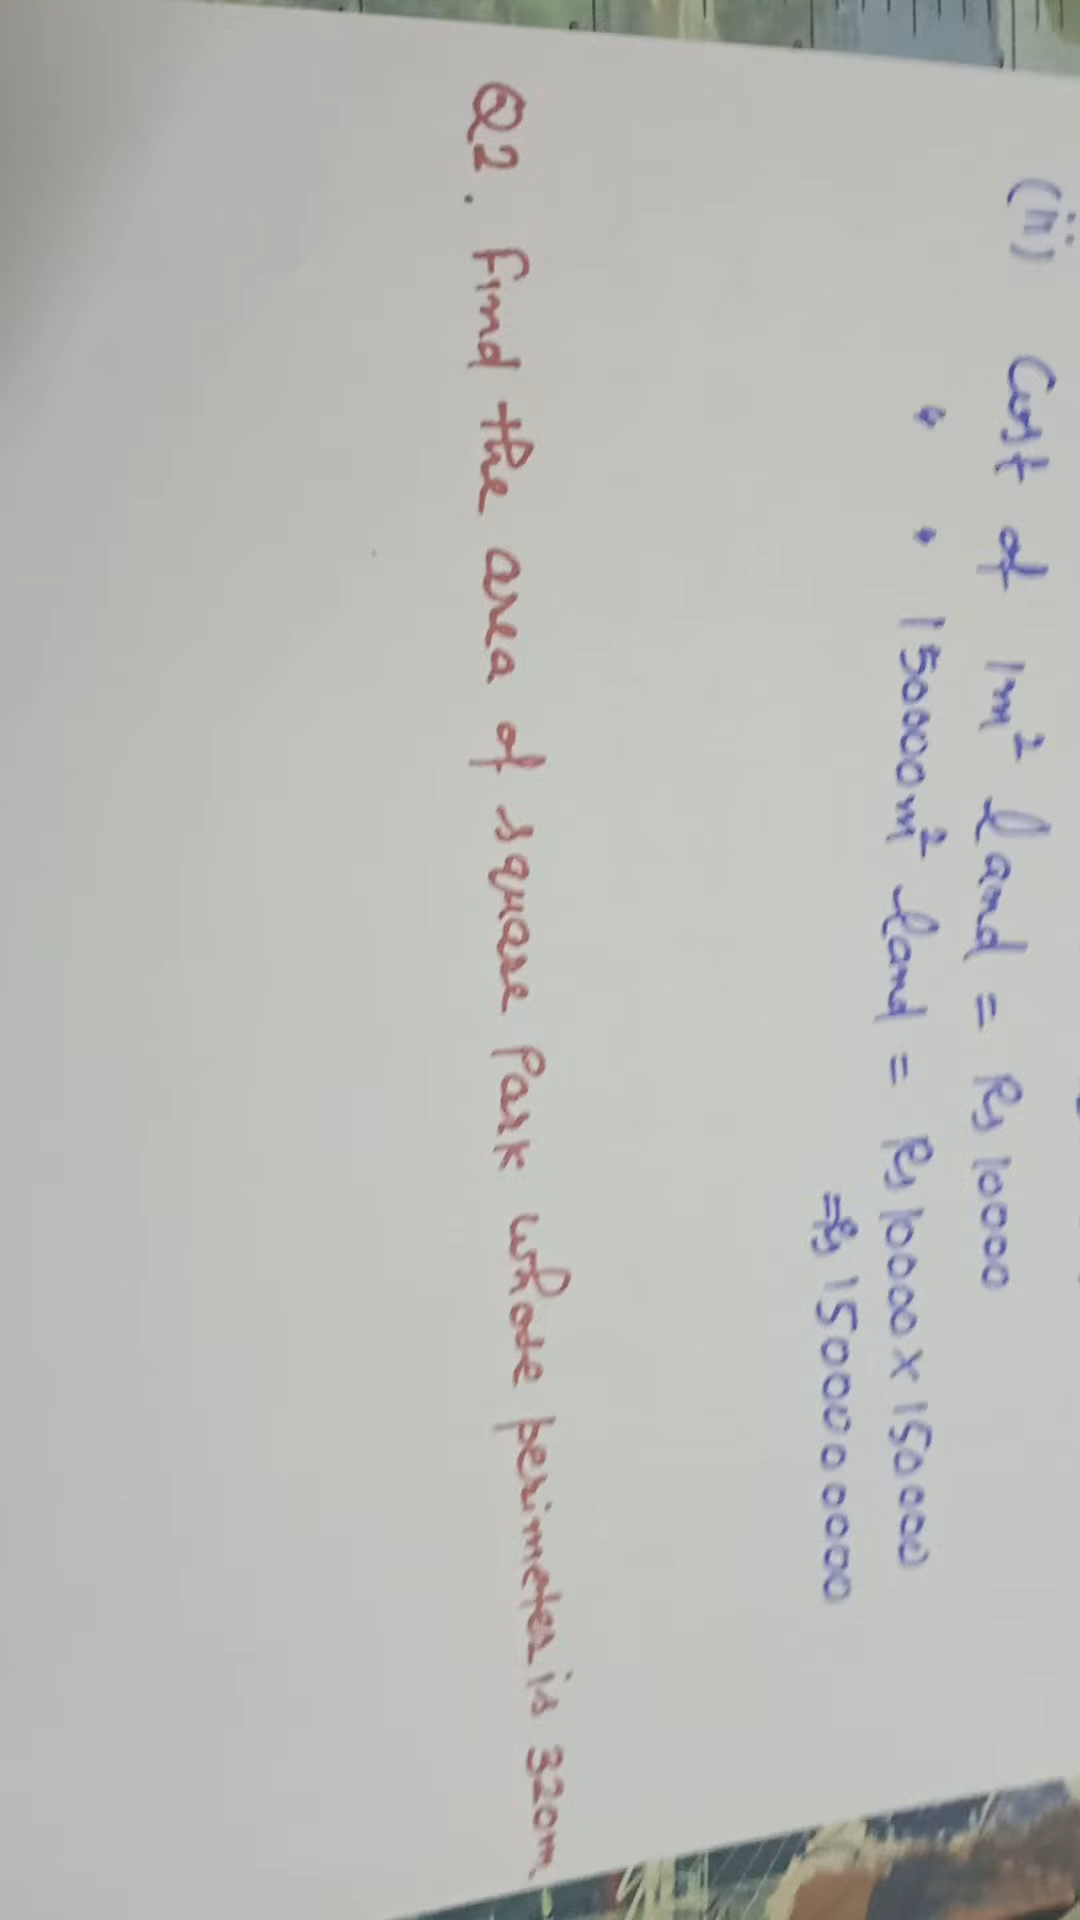 (ii) Cost of 1m² land = Rs 10000
" " 150000m² land = Rs 10000 × 150000
= Rs 1500000000
Q2. Find the area of square Park whose perimeter is 320m.